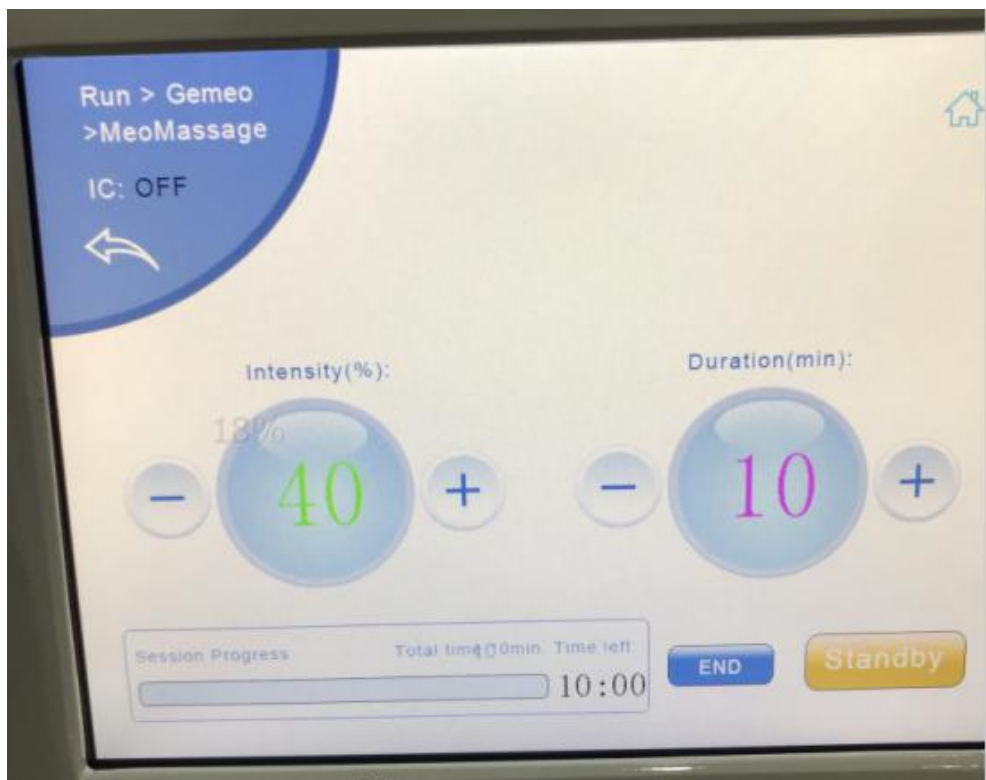 Run > Gemeo
>MeoMassage
IC: OFF
Intensity(%):
Duration(min):
18%
− 40 +
− 10 +
Session Progress
Total time
0min
Time left:
10:00
END
Standby